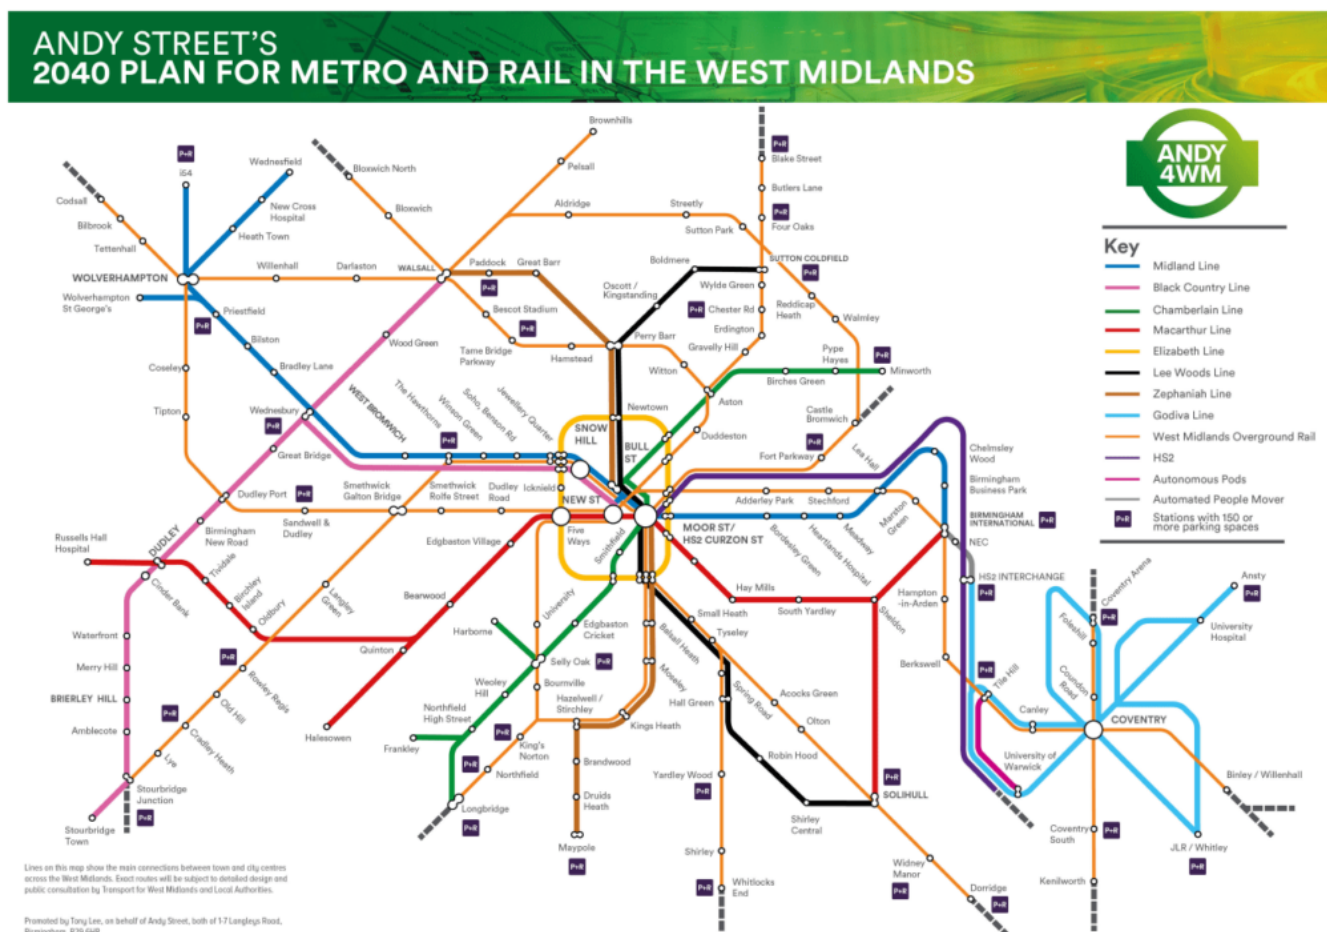 ANDY STREET'S
2040 PLAN FOR METRO AND RAIL IN THE WEST MIDLANDS
ANDY
4WM
Key
Midland Line
Black Country Line
Chamberlain Line
Macarthur Line
Elizabeth Line
Lee Woods Line
Zephaniah Line
Godiva Line
West Midlands Overground Rail
HS2
Autonomous Pods
Automated People Mover
P+R
Stations with 150 or
more parking spaces
Brownhills
Pelsall
P+R
Blake Street
Butlers Lane
P+R
Four Oaks
Bloxwich North
Bloxwich
Wednesfield
P+R
i54
New Cross
Hospital
Heath Town
Codsall
Bilbrook
Tettenhall
WOLVERHAMPTON
Willenhall
Darlaston
WALSALL
Paddock
Great Barr
P+R
Aldridge
Streetly
Sutton Park
Boldmere
SUTTON COLDFIELD
P+R
Wolverhampton
St George's
Priestfield
P+R
Bilston
Bradley Lane
Wood Green
Bescot Stadium
P+R
Tame Bridge
Parkway
Hamstead
Oscott /
Kingstanding
Perry Barr
Wylde Green
P+R
Chester Rd
Erdington
Gravelly Hill
Reddicap
Heath
Walmley
Witton
Pype
Hayes
P+R
Minworth
Birches Green
Coseley
Tipton
Wednesbury
P+R
Great Bridge
WEST BROMWICH
The Hawthorns
P+R
Winson Green
Soho, Benson Rd
Jewellery Quarter
SNOW
HILL
Newtown
BULL
ST
Aston
Duddeston
Castle
Bromwich
P+R
Fort Parkway
Lea Hall
Chelmsley
Wood
Birmingham
Business Park
Dudley Port
P+R
Sandwell &
Dudley
Smethwick
Galton Bridge
Smethwick
Rolfe Street
Dudley
Road
Icknield
NEW ST
Five
Ways
Smithfield
MOOR ST/
HS2 CURZON ST
Adderley Park
Stechford
Bordesley Green
Heartlands Hospital
Meadway
Marston
Green
BIRMINGHAM
INTERNATIONAL
P+R
NEC
HS2 INTERCHANGE
P+R
Birmingham
New Road
Russells Hall
Hospital
DUDLEY
Cinder Bank
Tividale
Birchley
Island
Oldbury
Langley
Green
Edgbaston Village
Bearwood
Quinton
Halesowen
Waterfront
Merry Hill
BRIERLEY HILL
Amblecote
P+R
Rowley Regis
Old Hill
P+R
Cradley Heath
Lye
Stourbridge
Junction
P+R
Stourbridge
Town
University
Harborne
Edgbaston
Cricket
Selly Oak
P+R
Weoley
Hill
Bournville
Northfield
High Street
Frankley
P+R
King's
Norton
P+R
Northfield
Longbridge
P+R
Hazelwell /
Stirchley
Kings Heath
Brandwood
Druids
Heath
Maypole
P+R
Balsall Heath
Moseley
Small Heath
Tyseley
Hay Mills
South Yardley
Sheldon
Hall Green
Spring Road
Acocks Green
Olton
Robin Hood
Yardley Wood
P+R
Shirley
Central
SOLIHULL
P+R
Shirley
P+R
Whitlocks
End
Widney
Manor
P+R
Dorridge
P+R
Hampton
-in-Arden
Berkswell
P+R
Tile Hill
Canley
University of
Warwick
COVENTRY
Coundon
Road
Foleshill
P+R
Coventry Arena
Ansty
P+R
University
Hospital
Binley / Willenhall
JLR / Whitley
P+R
Coventry
South
P+R
Kenilworth
Lines on this map show the main connections between town and city centres
across the West Midlands. Exact routes will be subject to detailed design and
public consultation by Transport for West Midlands and Local Authorities.
Promoted by Tony Lee, on behalf of Andy Street, both of 1-7 Langleys Road,